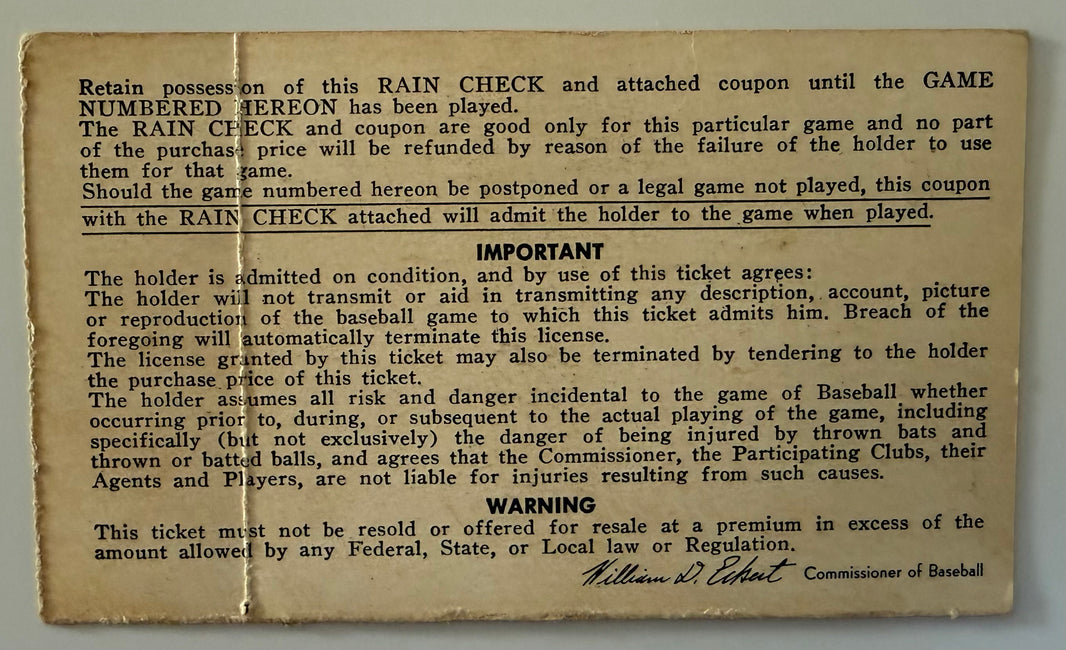 Retain possession of this RAIN CHECK and attached coupon until the GAME
NUMBERED HEREON has been played.
The RAIN CHECK and coupon are good only for this particular game and no part
of the purchase price will be refunded by reason of the failure of the holder to use
them for that game.
Should the game numbered hereon be postponed or a legal game not played, this coupon
with the RAIN CHECK attached will admit the holder to the game when played.
IMPORTANT
The holder is admitted on condition, and by use of this ticket agrees:
The holder will not transmit or aid in transmitting any description, account, picture
or reproduction of the baseball game to which this ticket admits him. Breach of the
foregoing will automatically terminate this license.
The license granted by this ticket may also be terminated by tendering to the holder
the purchase price of this ticket.
The holder assumes all risk and danger incidental to the game of Baseball whether
occurring prior to, during, or subsequent to the actual playing of the game, including
specifically (but not exclusively) the danger of being injured by thrown bats and
thrown or batted balls, and agrees that the Commissioner, the Participating Clubs, their
Agents and Players, are not liable for injuries resulting from such causes.
WARNING
This ticket must not be resold or offered for resale at a premium in excess of the
amount allowed by any Federal, State, or Local law or Regulation.
William D. Eckert Commissioner of Baseball